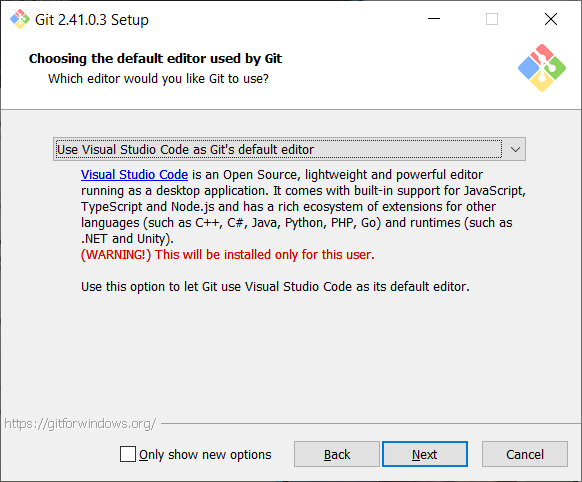 Git 2.41.0.3 Setup
Choosing the default editor used by Git
Which editor would you like Git to use?
Use Visual Studio Code as Git's default editor
Visual Studio Code is an Open Source, lightweight and powerful editor
running as a desktop application. It comes with built-in support for JavaScript,
TypeScript and Node.js and has a rich ecosystem of extensions for other
languages (such as C++, C#, Java, Python, PHP, Go) and runtimes (such as
.NET and Unity).
(WARNING!) This will be installed only for this user.
Use this option to let Git use Visual Studio Code as its default editor.
https://gitforwindows.org/
Only show new options
Back
Next
Cancel